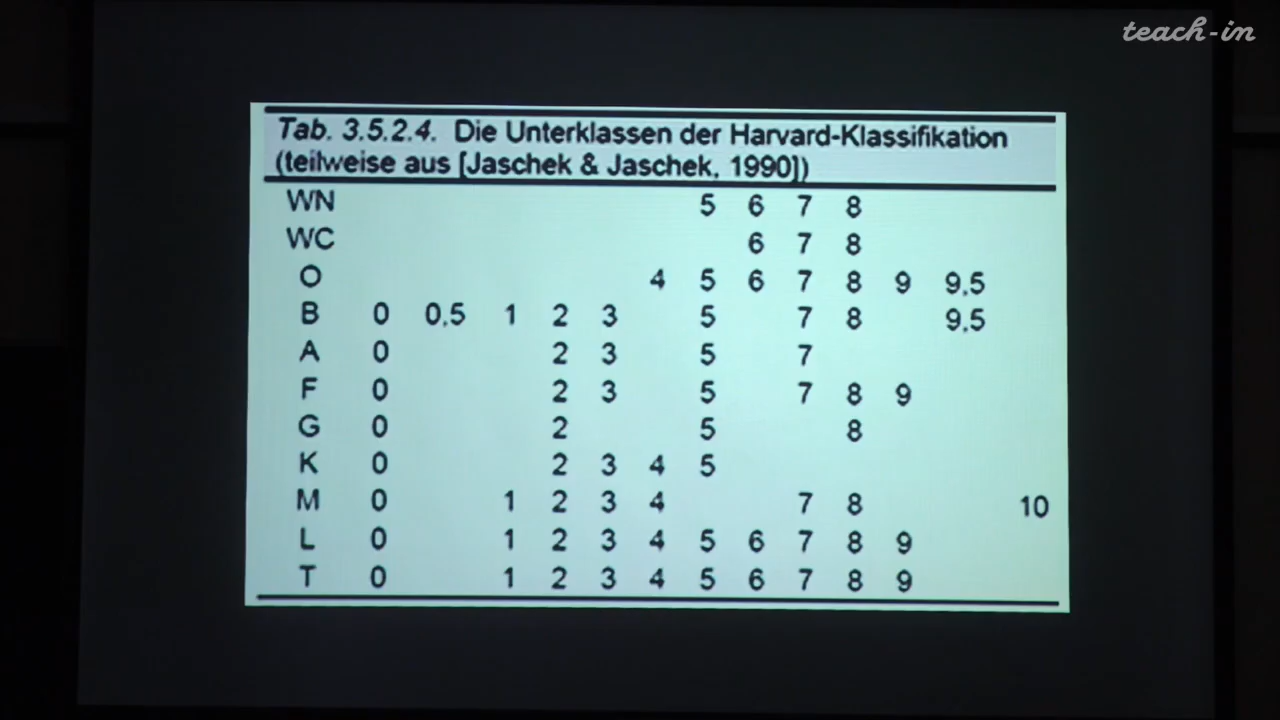 teach-in
Tab. 3.5.2.4. Die Unterklassen der Harvard-Klassifikation
(teilweise aus [Jaschek & Jaschek, 1990])
WN 5 6 7 8
WC 6 7 8
O 4 5 6 7 8 9 9,5
B 0 0,5 1 2 3 5 7 8 9,5
A 0 2 3 5 7
F 0 2 3 5 7 8 9
G 0 2 5 8
K 0 2 3 4 5
M 0 1 2 3 4 7 8 10
L 0 1 2 3 4 5 6 7 8 9
T 0 1 2 3 4 5 6 7 8 9